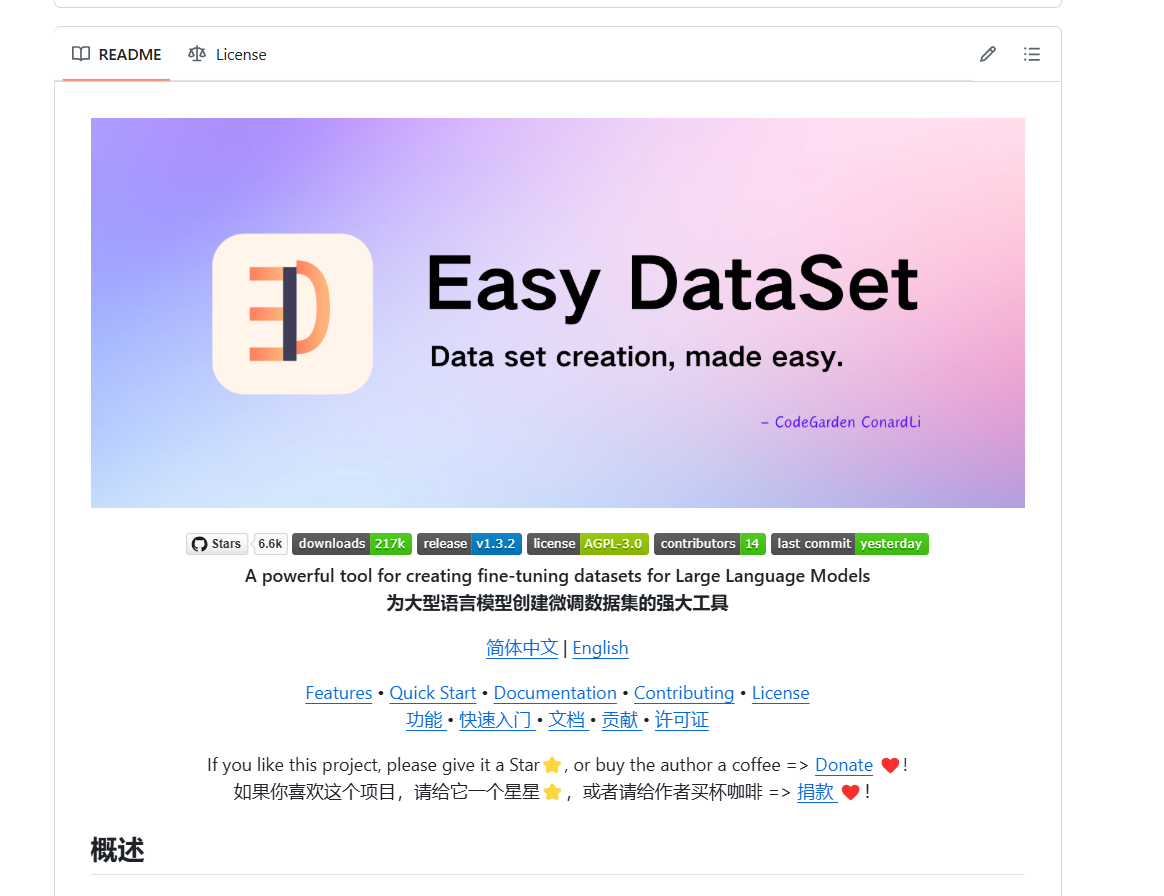 README License
Easy DataSet
Data set creation, made easy.
– CodeGarden ConardLi
Stars 6.6k downloads 217k release v1.3.2 license AGPL-3.0 contributors 14 last commit yesterday
A powerful tool for creating fine-tuning datasets for Large Language Models
为大型语言模型创建微调数据集的强大工具
简体中文 | English
Features • Quick Start • Documentation • Contributing • License
功能 • 快速入门 • 文档 • 贡献 • 许可证
If you like this project, please give it a Star⭐, or buy the author a coffee => Donate ❤️!
如果你喜欢这个项目，请给它一个星星⭐，或者请给作者买杯咖啡 => 捐款 ❤️!
概述